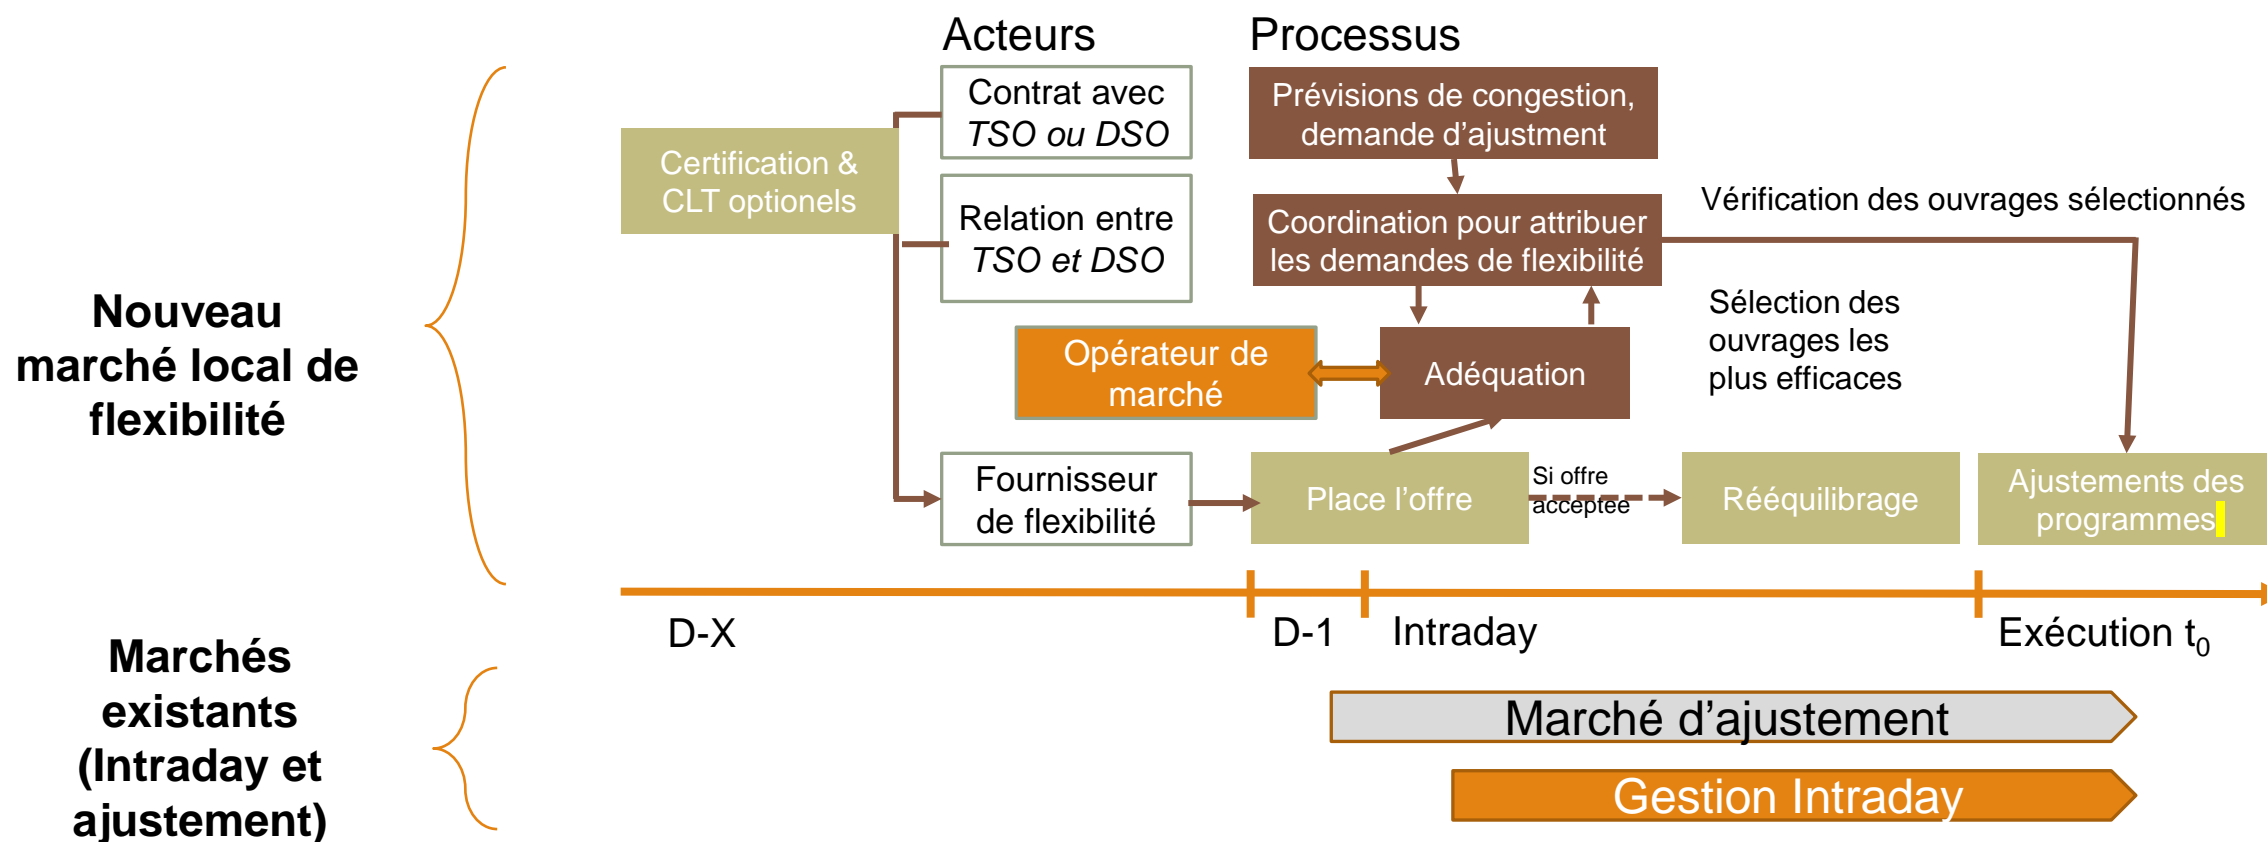 Acteurs
Processus
Contrat avec
TSO ou DSO
Prévisions de congestion,
demande d'ajustment
Certification &
CLT optionels
Relation entre
TSO et DSO
Coordination pour attribuer
les demandes de flexibilité
Vérification des ouvrages sélectionnés
Sélection des
ouvrages les
plus efficaces
Nouveau
marché local de
flexibilité
Opérateur de
marché
Adéquation
Fournisseur
de flexibilité
Place l'offre
Si offre
acceptee
Rééquilibrage
Ajustements des
programmes
D-X
D-1
Intraday
Exécution t0
Marchés
existants
(Intraday et
ajustement)
Marché d'ajustement
Gestion Intraday